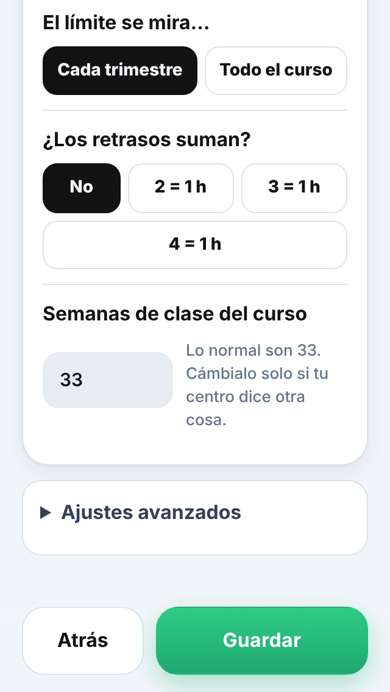 El límite se mira...
Cada trimestre
Todo el curso
¿Los retrasos suman?
No
2 = 1 h
3 = 1 h
4 = 1 h
Semanas de clase del curso
33
Lo normal son 33.
Cámbialo solo si tu
centro dice otra
cosa.
Ajustes avanzados
Atrás
Guardar